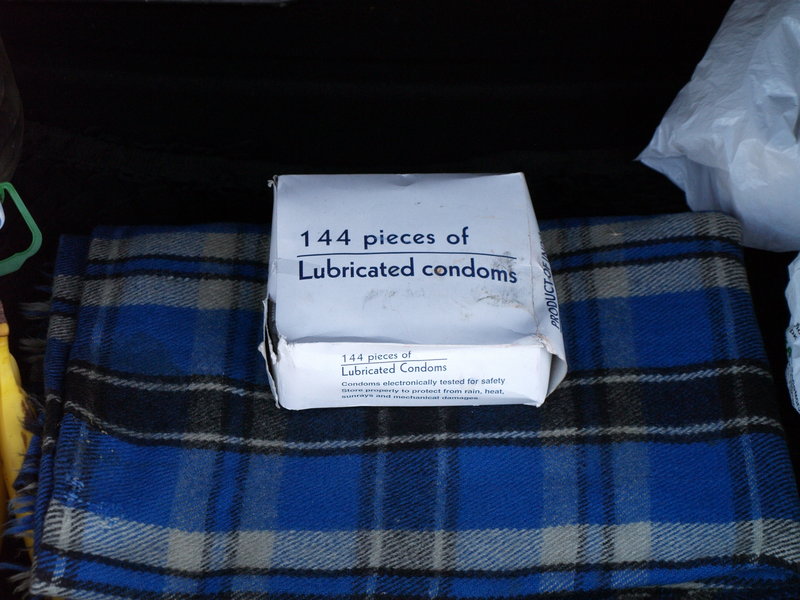 144 pieces of
Lubricated condoms
PRODUCT OF
144 pieces of
Lubricated Condoms
Condoms electronically tested for safety
Store properly to protect from rain, heat,
sunrays and mechanical damages.